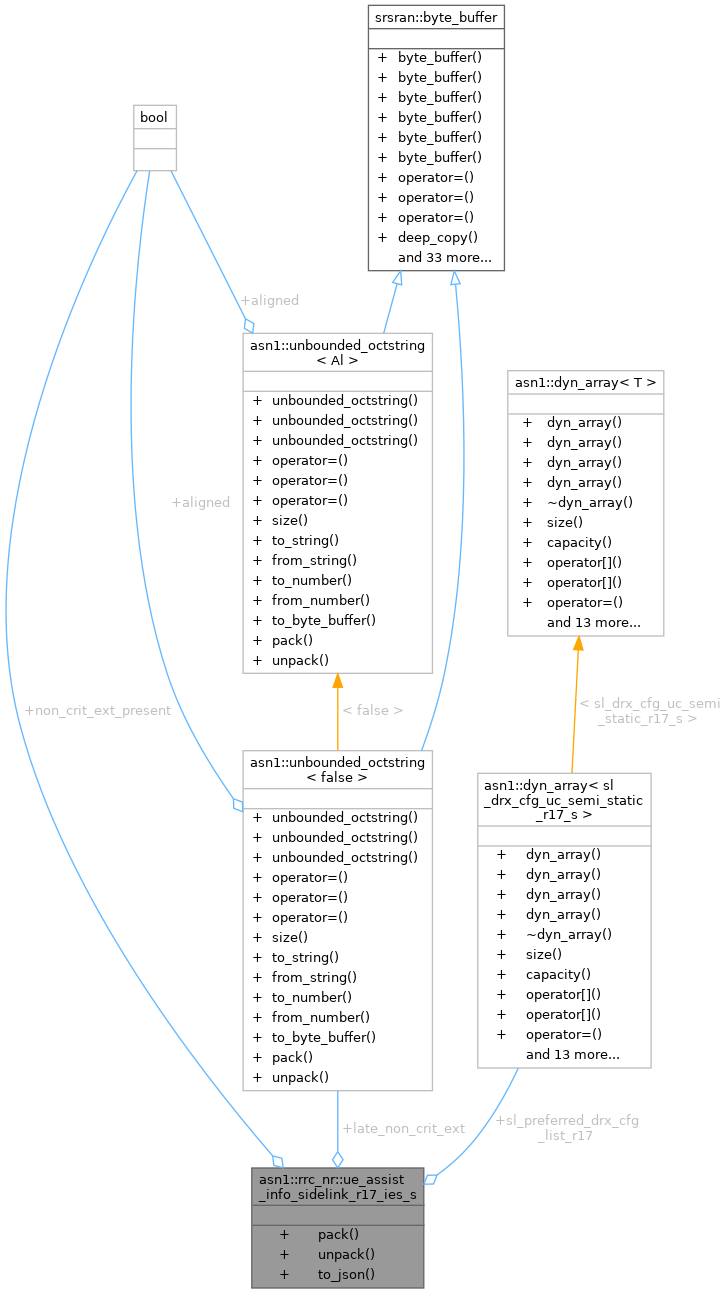 srsran::byte_buffer
+ byte_buffer()
+ byte_buffer()
+ byte_buffer()
+ byte_buffer()
+ byte_buffer()
+ byte_buffer()
+ operator=()
+ operator=()
+ operator=()
+ deep_copy()
and 33 more...
bool
+aligned
asn1::unbounded_octstring
< Al >
+ unbounded_octstring()
+ unbounded_octstring()
+ unbounded_octstring()
+ operator=()
+ operator=()
+ operator=()
+ size()
+ to_string()
+ from_string()
+ to_number()
+ from_number()
+ to_byte_buffer()
+ pack()
+ unpack()
asn1::dyn_array< T >
+ dyn_array()
+ dyn_array()
+ dyn_array()
+ dyn_array()
+ ~dyn_array()
+ size()
+ capacity()
+ operator[]()
+ operator[]()
+ operator=()
and 13 more...
+aligned
+non_crit_ext_present
< false >
< sl_drx_cfg_uc_semi
_static_r17_s >
asn1::unbounded_octstring
< false >
+ unbounded_octstring()
+ unbounded_octstring()
+ unbounded_octstring()
+ operator=()
+ operator=()
+ operator=()
+ size()
+ to_string()
+ from_string()
+ to_number()
+ from_number()
+ to_byte_buffer()
+ pack()
+ unpack()
asn1::dyn_array< sl
_drx_cfg_uc_semi_static
_r17_s >
+ dyn_array()
+ dyn_array()
+ dyn_array()
+ dyn_array()
+ ~dyn_array()
+ size()
+ capacity()
+ operator[]()
+ operator[]()
+ operator=()
and 13 more...
+late_non_crit_ext
+sl_preferred_drx_cfg
_list_r17
asn1::rrc_nr::ue_assist
_info_sidelink_r17_ies_s
+ pack()
+ unpack()
+ to_json()